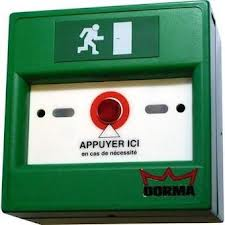 APPUYER ICI
en cas de nécessité
DORMA